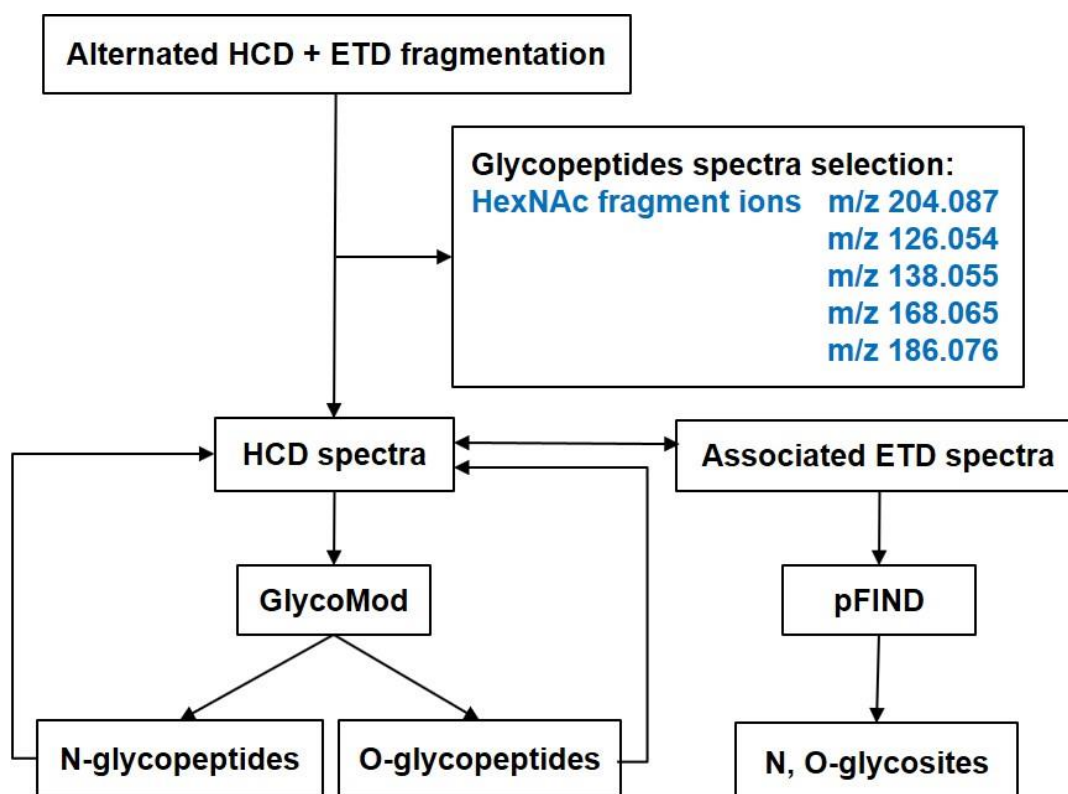 Alternated HCD + ETD fragmentation
Glycopeptides spectra selection:
HexNAc fragment ions m/z 204.087
m/z 126.054
m/z 138.055
m/z 168.065
m/z 186.076
HCD spectra
Associated ETD spectra
GlycoMod
pFIND
N-glycopeptides
O-glycopeptides
N, O-glycosites